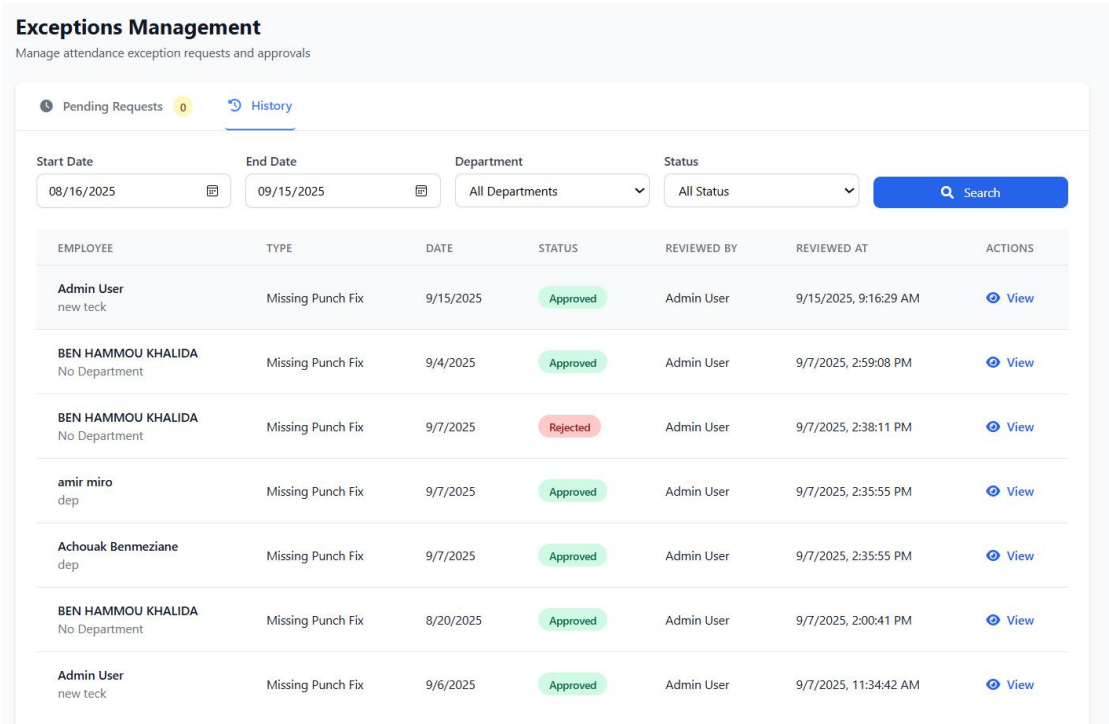 Exceptions Management
Manage attendance exception requests and approvals
Pending Requests 0 History
Start Date End Date Department Status
08/16/2025 09/15/2025 All Departments All Status Search
EMPLOYEE TYPE DATE STATUS REVIEWED BY REVIEWED AT ACTIONS
Admin User
new teck
Missing Punch Fix 9/15/2025 Approved Admin User 9/15/2025, 9:16:29 AM View
BEN HAMMOU KHALIDA
No Department
Missing Punch Fix 9/4/2025 Approved Admin User 9/7/2025, 2:59:08 PM View
BEN HAMMOU KHALIDA
No Department
Missing Punch Fix 9/7/2025 Rejected Admin User 9/7/2025, 2:38:11 PM View
amir miro
dep
Missing Punch Fix 9/7/2025 Approved Admin User 9/7/2025, 2:35:55 PM View
Achouak Benmeziane
dep
Missing Punch Fix 9/7/2025 Approved Admin User 9/7/2025, 2:35:55 PM View
BEN HAMMOU KHALIDA
No Department
Missing Punch Fix 8/20/2025 Approved Admin User 9/7/2025, 2:00:41 PM View
Admin User
new teck
Missing Punch Fix 9/6/2025 Approved Admin User 9/7/2025, 11:34:42 AM View